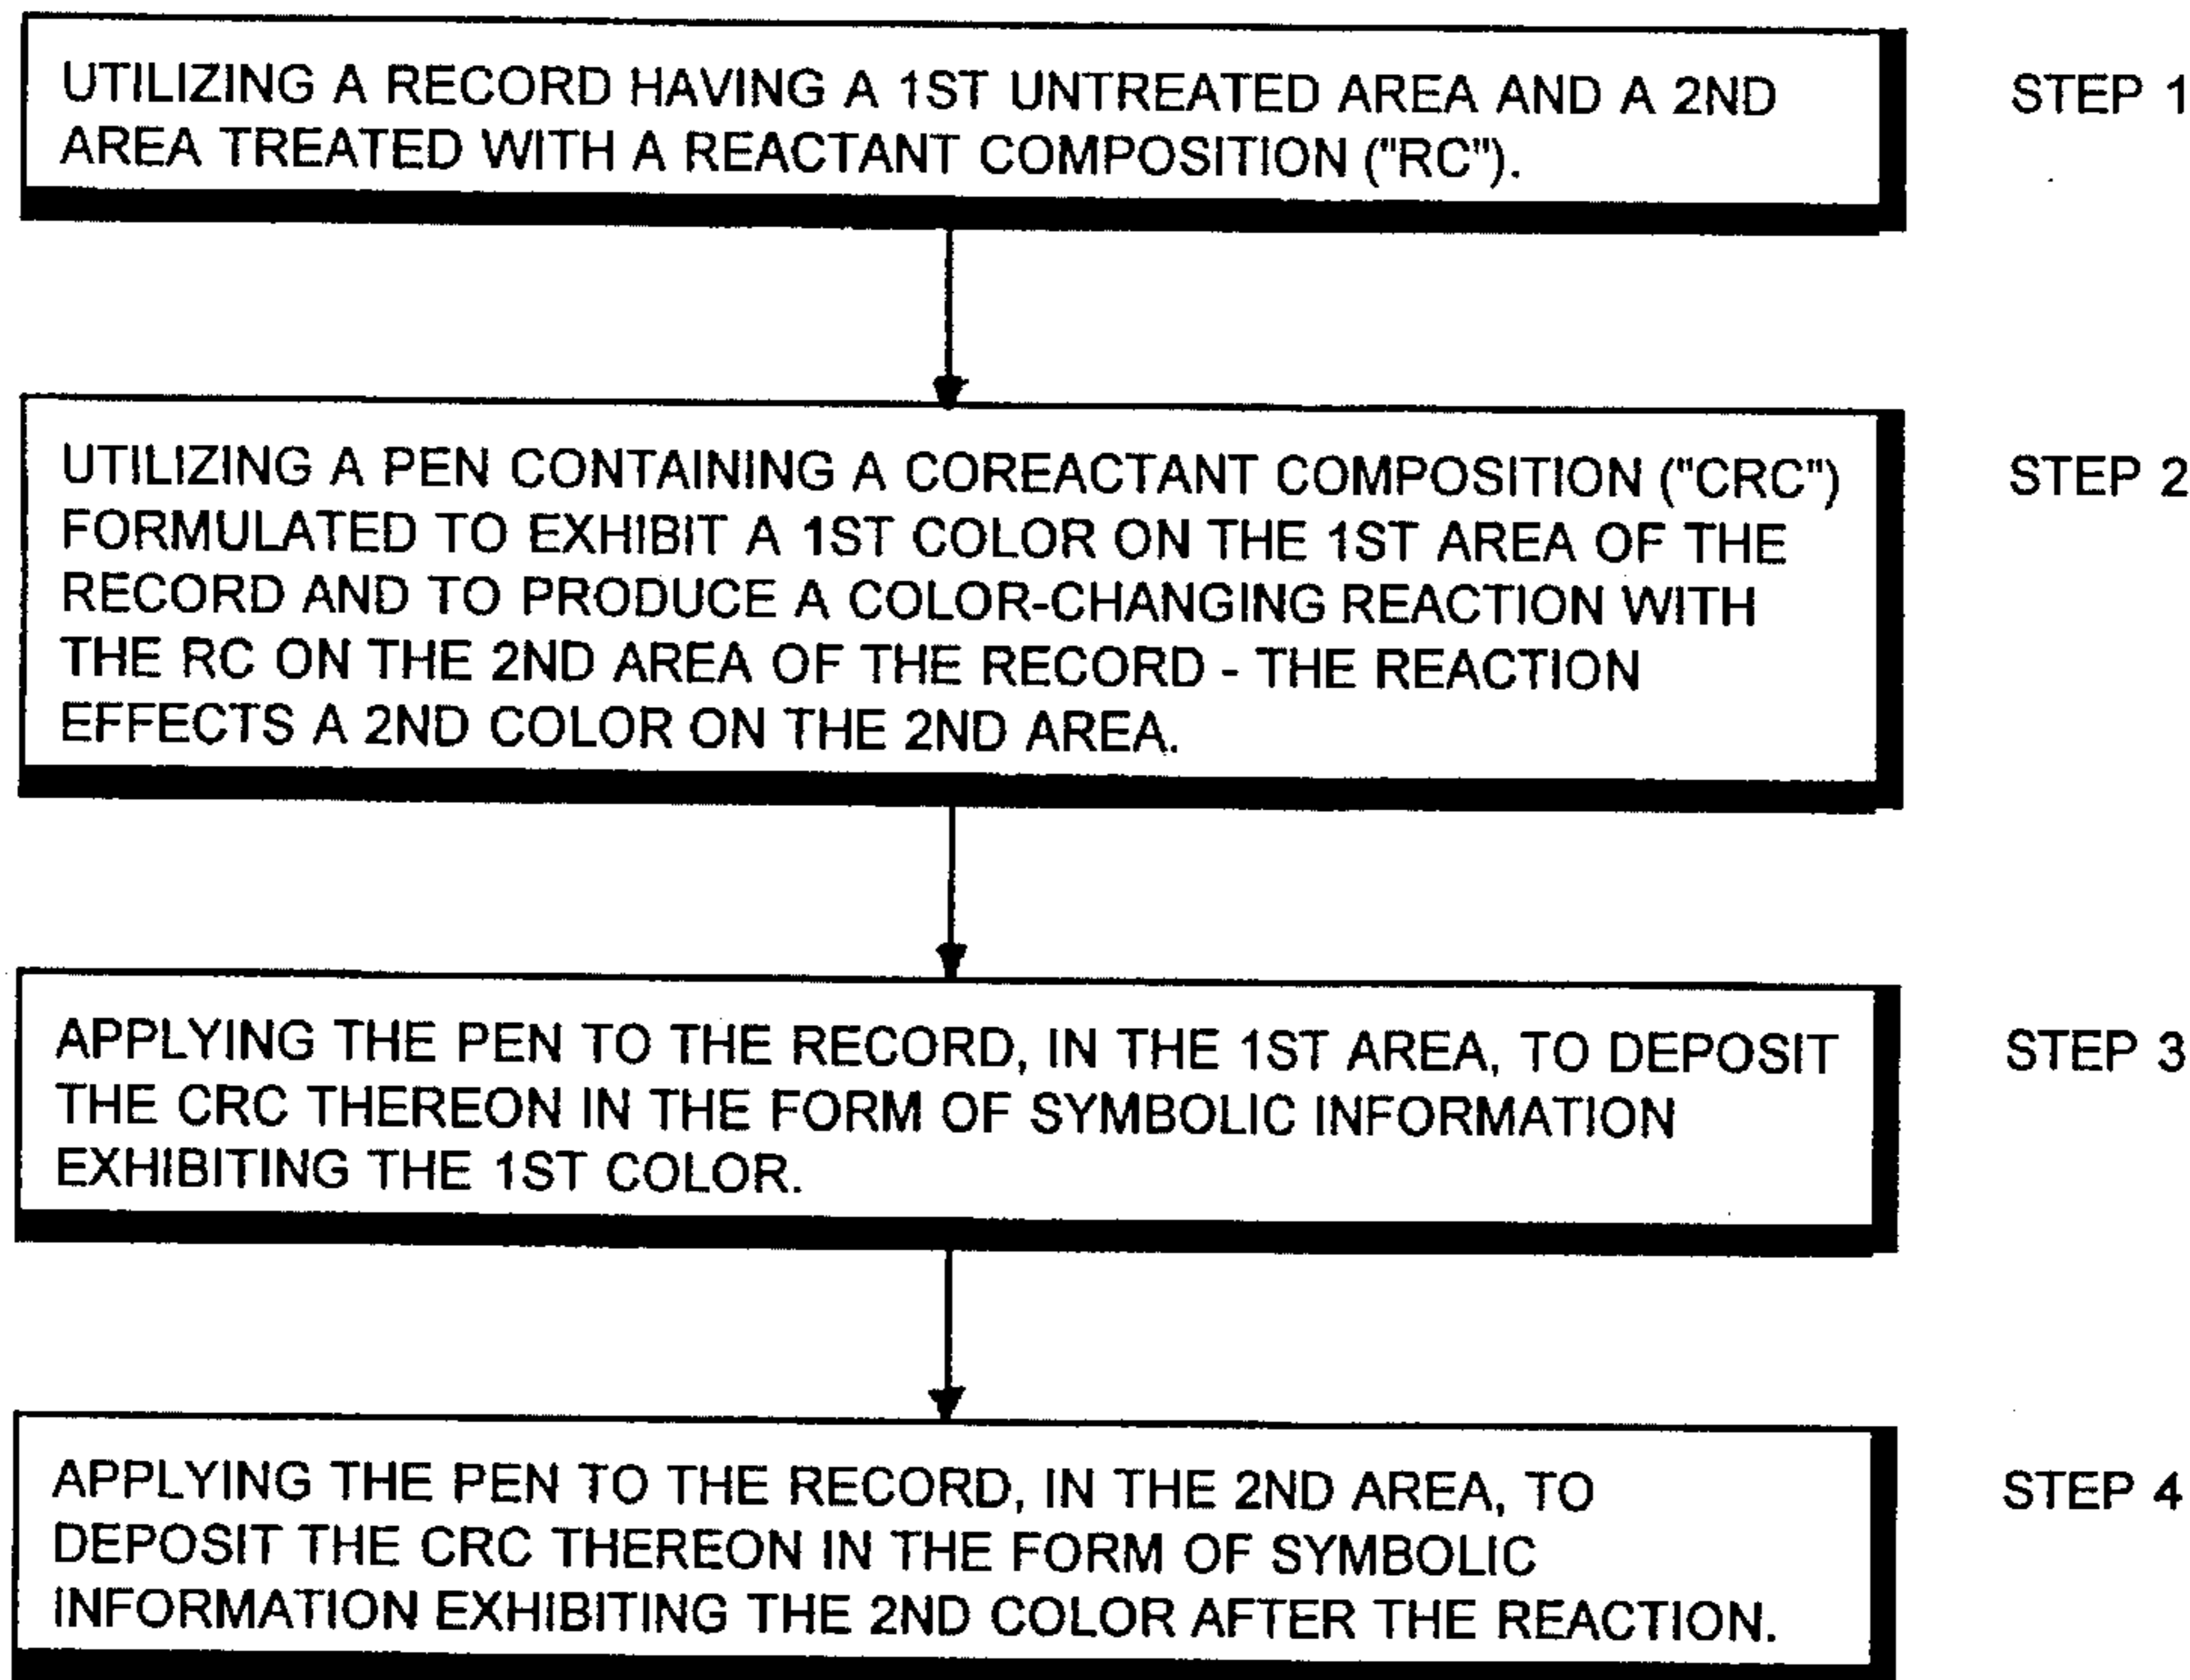 UTILIZING A RECORD HAVING A 1ST UNTREATED AREA AND A 2ND
AREA TREATED WITH A REACTANT COMPOSITION ("RC").
STEP 1
UTILIZING A PEN CONTAINING A COREACTANT COMPOSITION ("CRC")
FORMULATED TO EXHIBIT A 1ST COLOR ON THE 1ST AREA OF THE
RECORD AND TO PRODUCE A COLOR-CHANGING REACTION WITH
THE RC ON THE 2ND AREA OF THE RECORD - THE REACTION
EFFECTS A 2ND COLOR ON THE 2ND AREA.
STEP 2
APPLYING THE PEN TO THE RECORD, IN THE 1ST AREA, TO DEPOSIT
THE CRC THEREON IN THE FORM OF SYMBOLIC INFORMATION
EXHIBITING THE 1ST COLOR.
STEP 3
APPLYING THE PEN TO THE RECORD, IN THE 2ND AREA, TO
DEPOSIT THE CRC THEREON IN THE FORM OF SYMBOLIC
INFORMATION EXHIBITING THE 2ND COLOR AFTER THE REACTION.
STEP 4